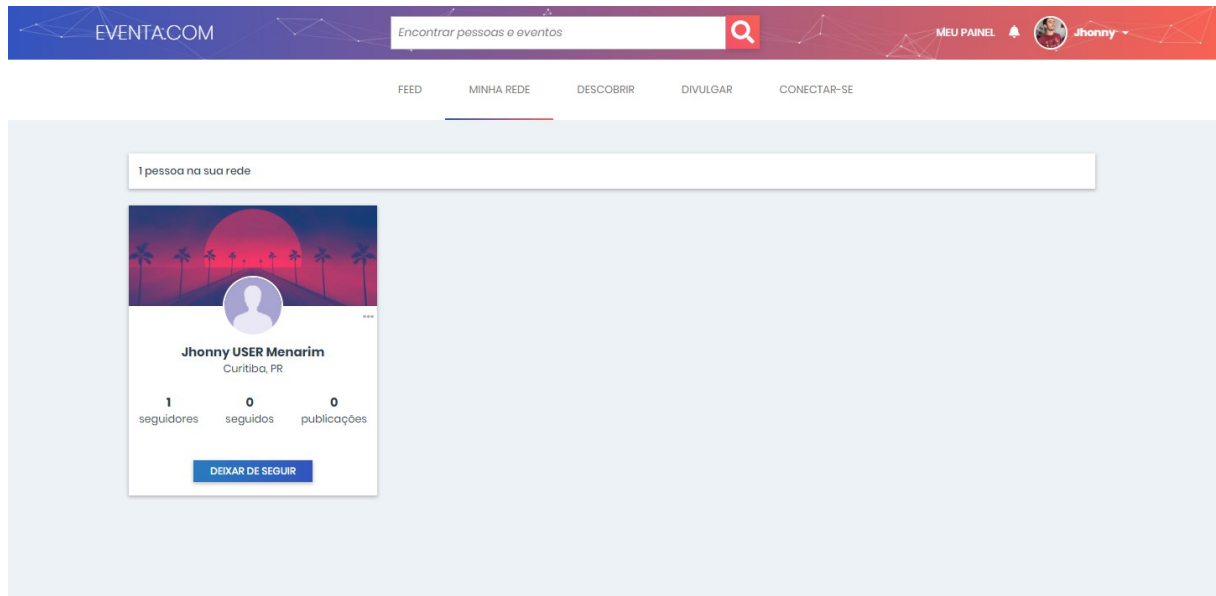 EVENTA.COM
Encontrar pessoas e eventos
MEU PAINEL
Jhonny
FEED MINHA REDE DESCOBRIR DIVULGAR CONECTAR-SE
1 pessoa na sua rede
Jhonny USER Menarim
Curitiba, PR
1 0 0
seguidores seguidos publicações
DEIXAR DE SEGUIR